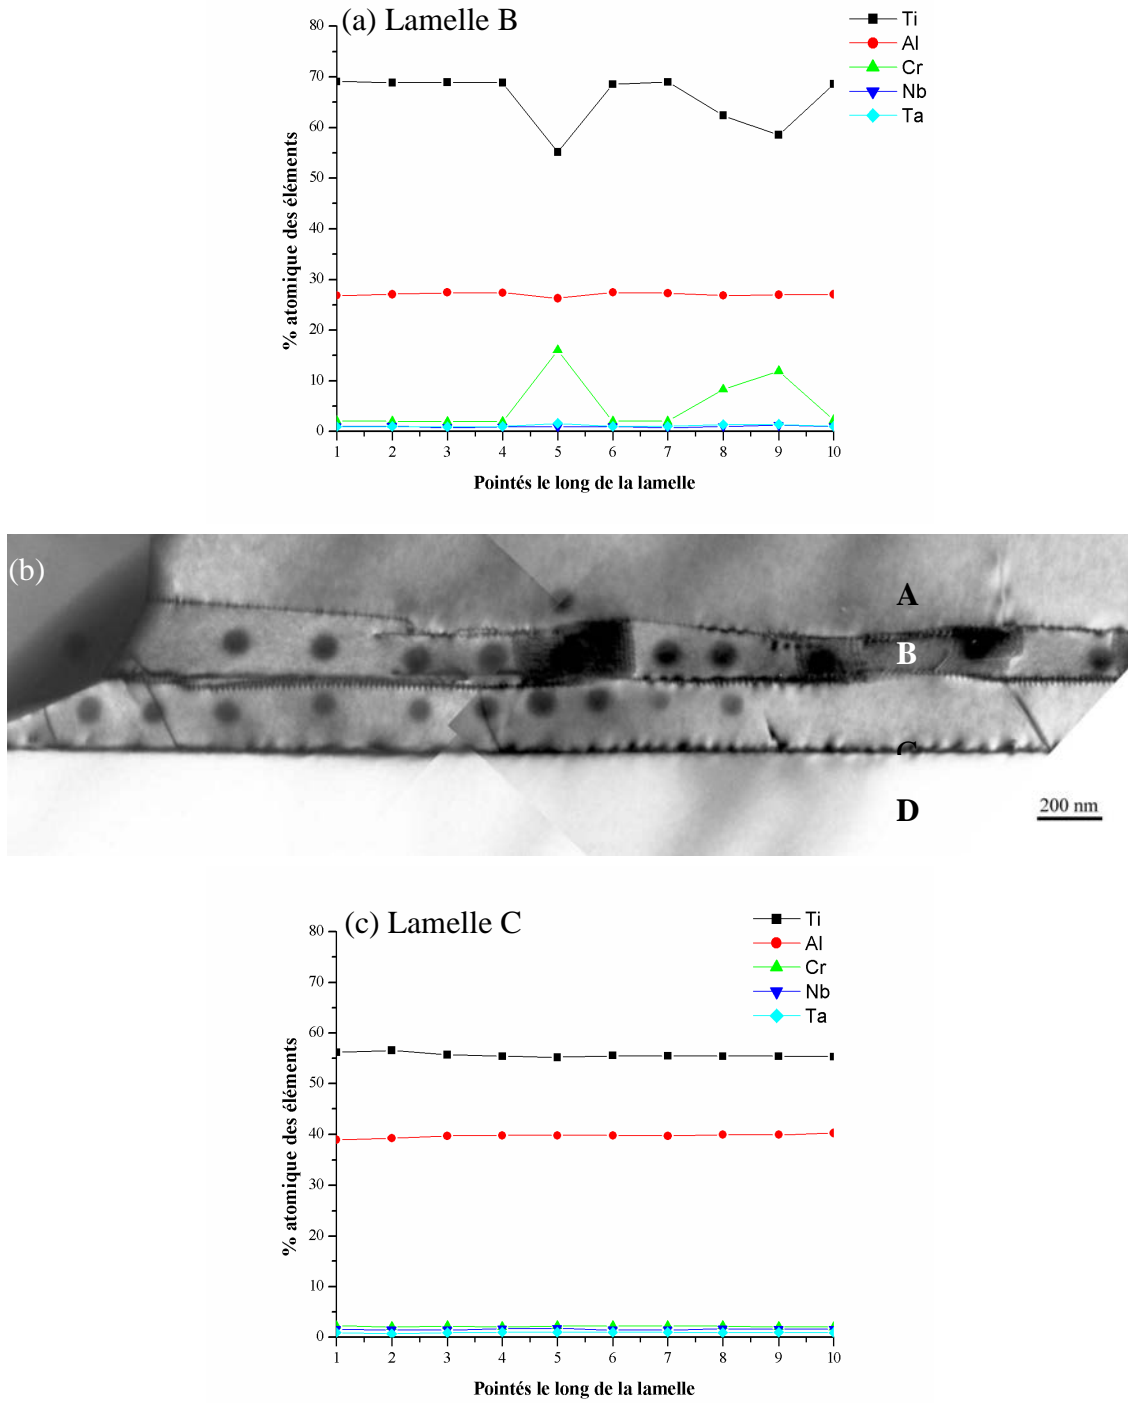 (a) Lamelle B
Ti
Al
Cr
Nb
Ta
80
70
60
50
40
30
20
10
0
% atomique des éléments
1 2 3 4 5 6 7 8 9 10
Pointés le long de la lamelle
(b)
A
B
C
D
200 nm
(c) Lamelle C
Ti
Al
Cr
Nb
Ta
80
70
60
50
40
30
20
10
0
% atomique des éléments
1 2 3 4 5 6 7 8 9 10
Pointés le long de la lamelle